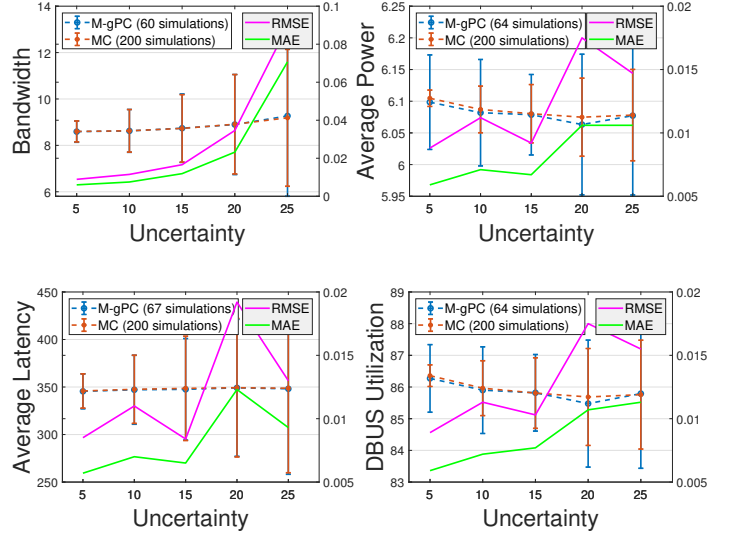 M-gPC (60 simulations)
MC (200 simulations)
RMSE
MAE
Bandwidth
14
12
10
8
6
0.1
0.08
0.06
0.04
0.02
0
5 10 15 20 25
Uncertainty
M-gPC (64 simulations)
MC (200 simulations)
RMSE
MAE
Average Power
6.25
6.2
6.15
6.1
6.05
6
5.95
0.02
0.015
0.01
0.005
5 10 15 20 25
Uncertainty
M-gPC (67 simulations)
MC (200 simulations)
RMSE
MAE
Average Latency
450
400
350
300
250
0.02
0.015
0.01
0.005
5 10 15 20 25
Uncertainty
M-gPC (64 simulations)
MC (200 simulations)
RMSE
MAE
DBUS Utilization
89
88
87
86
85
84
83
0.02
0.015
0.01
0.005
5 10 15 20 25
Uncertainty